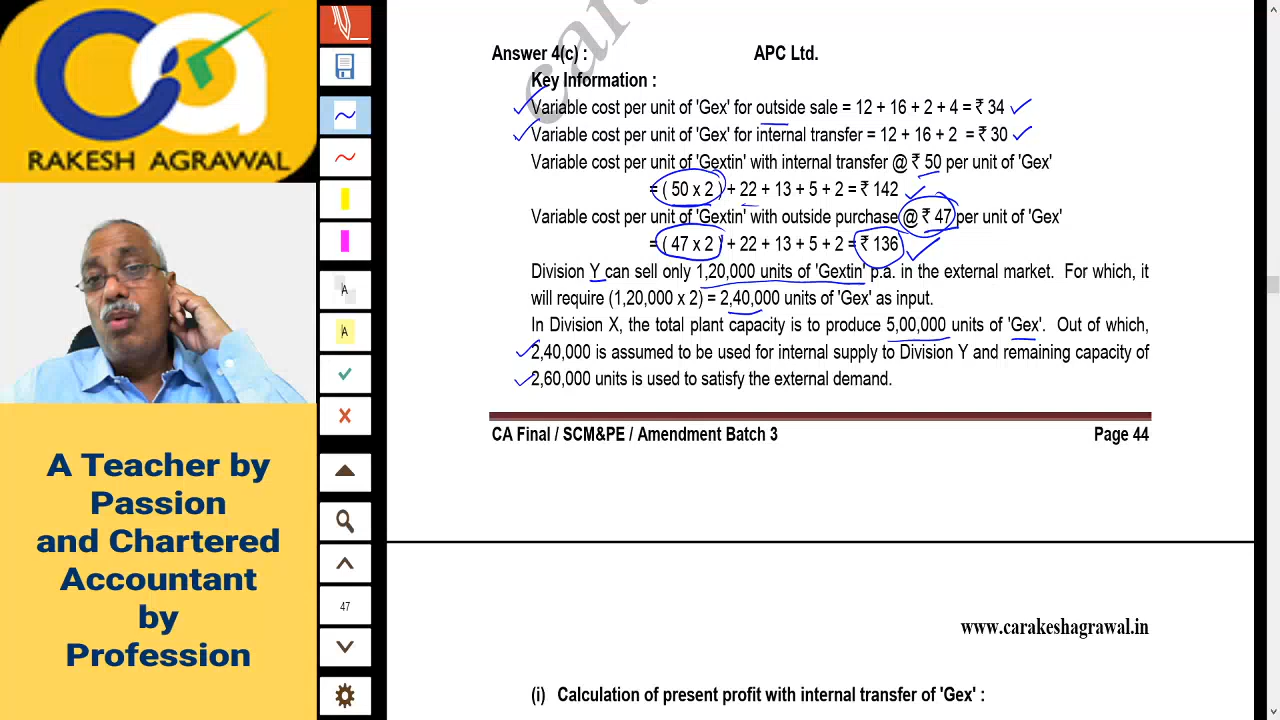 RAKESH AGRAWAL
A Teacher by
Passion
and Chartered
Accountant
by
Profession
A
A
47
Answer 4(c) : APC Ltd.
Key Information :
Variable cost per unit of 'Gex' for outside sale = 12 + 16 + 2 + 4 = ₹ 34
Variable cost per unit of 'Gex' for internal transfer = 12 + 16 + 2 = ₹ 30
Variable cost per unit of 'Gextin' with internal transfer @ ₹ 50 per unit of 'Gex'
= ( 50 x 2 ) + 22 + 13 + 5 + 2 = ₹ 142
Variable cost per unit of 'Gextin' with outside purchase @ ₹ 47 per unit of 'Gex'
= ( 47 x 2 ) + 22 + 13 + 5 + 2 = ₹ 136
Division Y can sell only 1,20,000 units of 'Gextin' p.a. in the external market. For which, it
will require (1,20,000 x 2) = 2,40,000 units of 'Gex' as input.
In Division X, the total plant capacity is to produce 5,00,000 units of 'Gex'. Out of which,
2,40,000 is assumed to be used for internal supply to Division Y and remaining capacity of
2,60,000 units is used to satisfy the external demand.
CA Final / SCM&PE / Amendment Batch 3 Page 44
www.carakeshagrawal.in
(i) Calculation of present profit with internal transfer of 'Gex' :